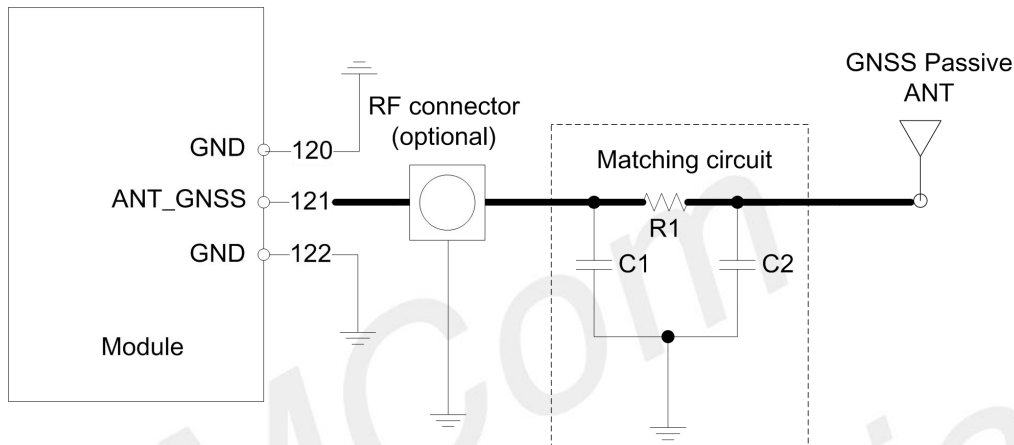 GNSS Passive
ANT
RF connector
(optional)
Matching circuit
GND 120
ANT_GNSS 121
R1
GND 122
C1
C2
Module